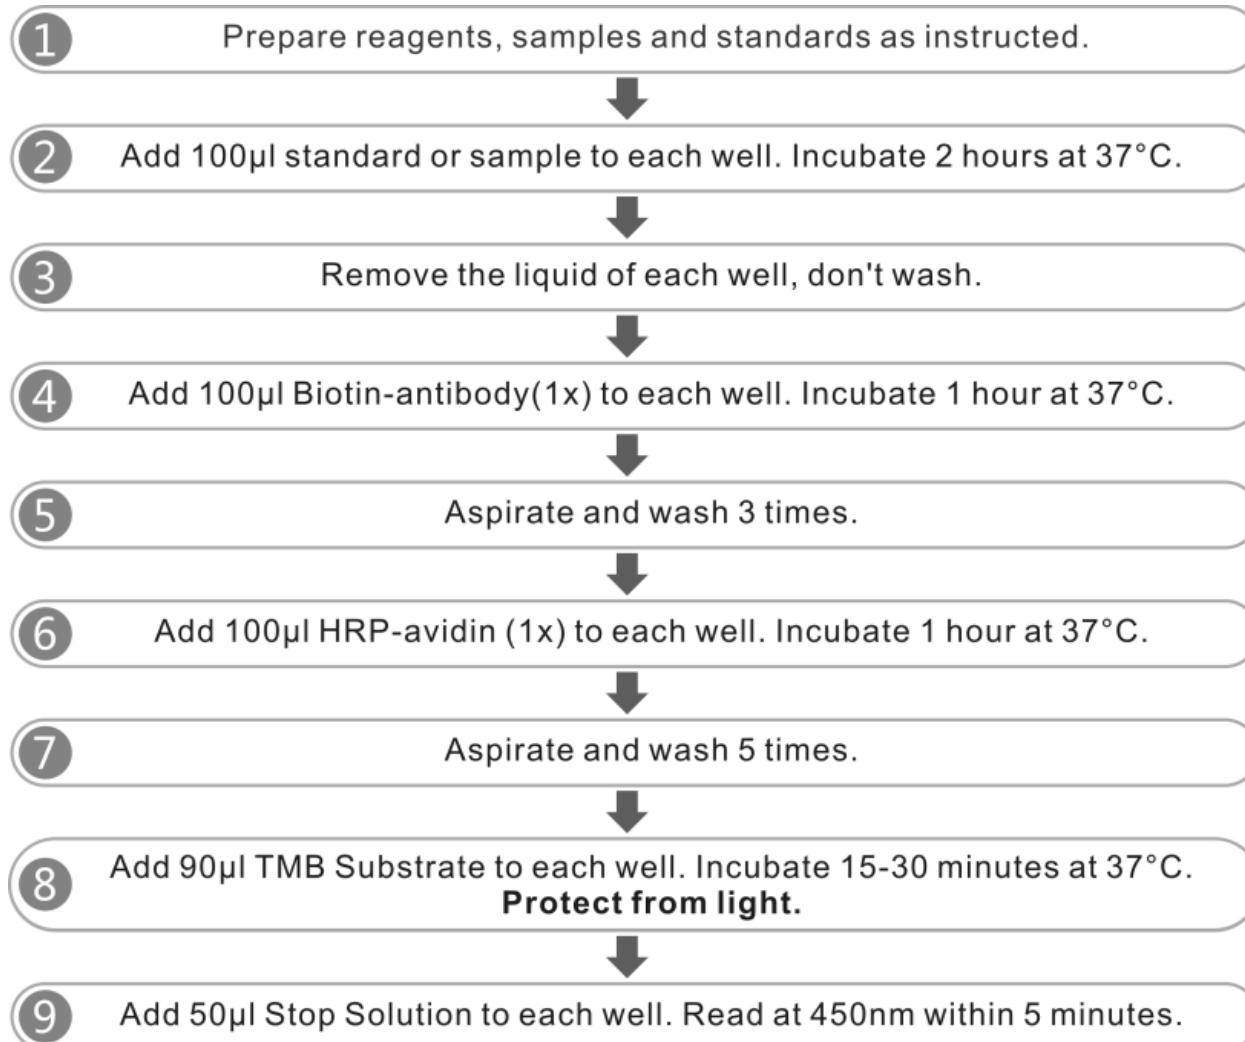 1 Prepare reagents, samples and standards as instructed.
2 Add 100μl standard or sample to each well. Incubate 2 hours at 37°C.
3 Remove the liquid of each well, don't wash.
4 Add 100μl Biotin-antibody(1x) to each well. Incubate 1 hour at 37°C.
5 Aspirate and wash 3 times.
6 Add 100μl HRP-avidin (1x) to each well. Incubate 1 hour at 37°C.
7 Aspirate and wash 5 times.
8 Add 90μl TMB Substrate to each well. Incubate 15-30 minutes at 37°C.
Protect from light.
9 Add 50μl Stop Solution to each well. Read at 450nm within 5 minutes.